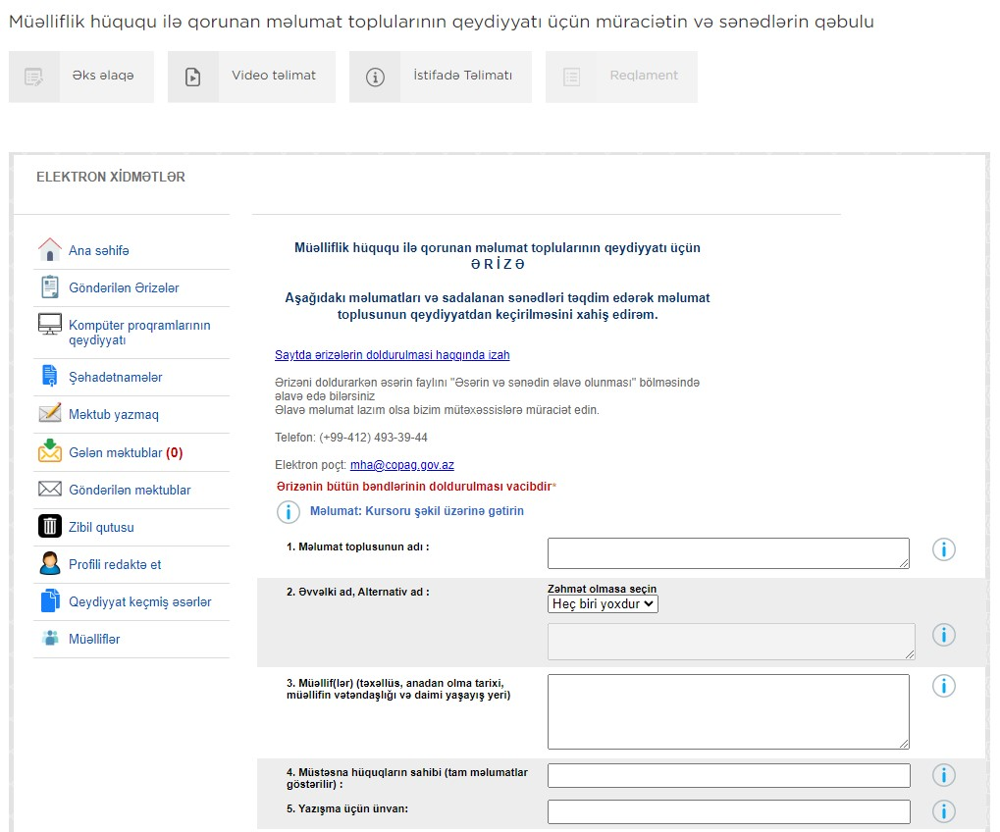 Müəlliflik hüququ ilə qorunan məlumat toplularının qeydiyyatı üçün müraciətin və sənədlərin qəbulu
Əks əlaqə
Video təlimat
İstifadə Təlimatı
Reqlament
ELEKTRON XİDMƏTLƏR
Ana səhifə
Göndərilən Ərizələr
Kompüter proqramlarının
qeydiyyatı
Şəhadətnamələr
Məktub yazmaq
Gələn məktublar (0)
Göndərilən məktublar
Zibil qutusu
Profili redaktə et
Qeydiyyat keçmiş əsərlər
Müəlliflər
Müəlliflik hüququ ilə qorunan məlumat toplularının qeydiyyatı üçün
Ə R İ Z Ə
Aşağıdakı məlumatları və sadalanan sənədləri təqdim edərək məlumat
toplusunun qeydiyyatdan keçirilməsini xahiş edirəm.
Saytda ərizələrin doldurulmasi haqqında izah
Ərizəni doldurarkən əsərin faylını "Əsərin və sənədin əlavə olunması" bölməsində
əlavə edə bilərsiniz
Əlavə məlumat lazım olsa bizim mütəxəssislərə müraciət edin.
Telefon: (+99-412) 493-39-44
Elektron poçt: mha@copag.gov.az
Ərizənin bütün bəndlərinin doldurulması vacibdir*
Məlumat: Kursoru şəkil üzərinə gətirin
1. Məlumat toplusunun adı :
2. Əvvəlki ad, Alternativ ad :
Zəhmət olmasa seçin
Heç biri yoxdur
3. Müəllif(lər) (təxəllüs, anadan olma tarixi,
müəllifin vətəndaşlığı və daimi yaşayış yeri)
4. Müstəsna hüquqların sahibi (tam məlumatlar
göstərilir) :
5. Yazışma üçün ünvan: